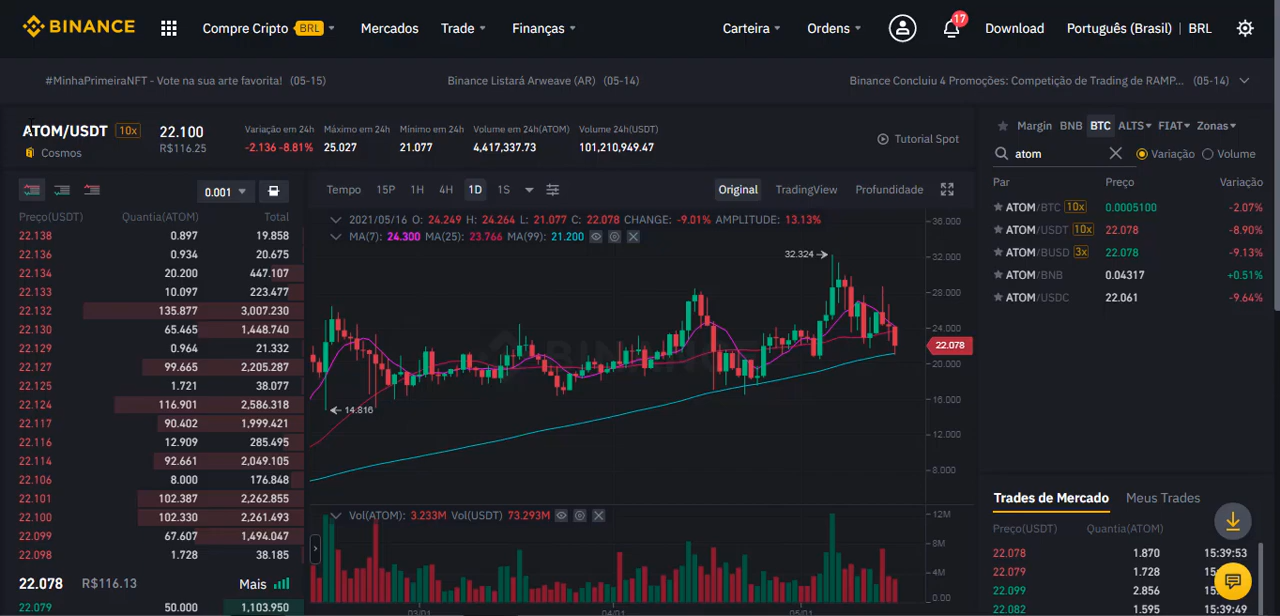 BINANCE
Compre Cripto BRL
Mercados
Trade
Finanças
Carteira
Ordens
17
Download
Português (Brasil) | BRL
#MinhaPrimeiraNFT - Vote na sua arte favorita! (05-15)
Binance Listará Arweave (AR) (05-14)
Binance Concluiu 4 Promoções: Competição de Trading de RAMP... (05-14)
ATOM/USDT 10x
Cosmos
22.100
R$116.25
Variação em 24h
-2.136 -8.81%
Máximo em 24h
25.027
Mínimo em 24h
21.077
Volume em 24h(ATOM)
4,417,337.73
Volume 24h(USDT)
101,210,949.47
Tutorial Spot
0.001
Preço(USDT) Quantia(ATOM) Total
22.138 0.897 19.858
22.136 0.934 20.675
22.134 20.200 447.107
22.133 10.097 223.477
22.132 135.877 3,007.230
22.130 65.465 1,448.740
22.129 0.964 21.332
22.127 99.665 2,205.287
22.125 1.721 38.077
22.124 116.901 2,586.318
22.117 90.402 1,999.421
22.116 12.909 285.495
22.114 92.661 2,049.105
22.106 8.000 176.848
22.101 102.387 2,262.855
22.100 102.330 2,261.493
22.099 67.607 1,494.047
22.098 1.728 38.185
22.078 R$116.13 Mais
22.079 50.000 1,103.950
Tempo 15P 1H 4H 1D 1S
Original TradingView Profundidade
2021/05/16 O: 24.249 H: 24.264 L: 21.077 C: 22.078 CHANGE: -9.01% AMPLITUDE: 13.13%
MA(7): 24.300 MA(25): 23.766 MA(99): 21.200
36.000
32.000
28.000
24.000
22.078
20.000
16.000
12.000
8.000
32.324
14.816
BINANCE
Vol(ATOM): 3.233M Vol(USDT) 73.293M
12M
8M
4M
0.00
03/01 04/01 05/01
Margin BNB BTC ALTS FIAT Zonas
atom
Variação Volume
Par Preço Variação
ATOM/BTC 10x 0.0005100 -2.07%
ATOM/USDT 10x 22.078 -8.90%
ATOM/BUSD 3x 22.078 -9.13%
ATOM/BNB 0.04317 +0.51%
ATOM/USDC 22.061 -9.64%
Trades de Mercado Meus Trades
Preço(USDT) Quantia(ATOM)
22.078 1.870 15:39:53
22.079 1.728 15:
22.099 2.856 15:
22.082 1.595 15:39:49